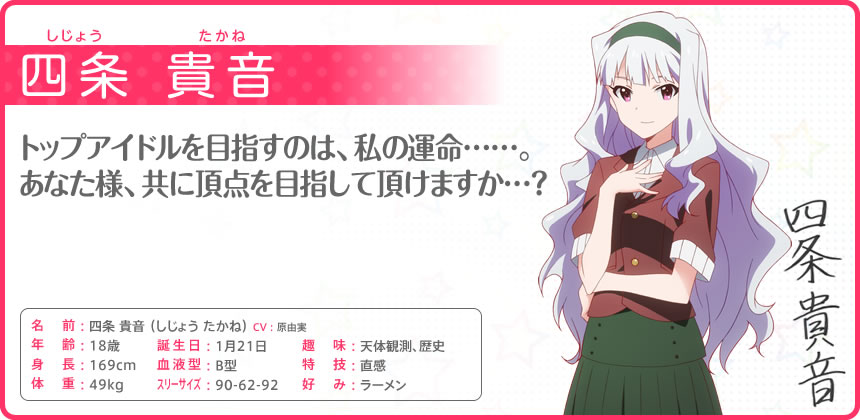 しじょう たかね
四条 貴音
トップアイドルを目指すのは、私の運命……。
あなた様、共に頂点を目指して頂けますか…?
名 前 : 四条 貴音 (しじょう たかね) CV : 原由実
年 齢 : 18歳 誕生日 : 1月21日 趣 味 : 天体観測、歴史
身 長 : 169cm 血液型 : B型 特 技 : 直感
体 重 : 49kg スリーサイズ : 90-62-92 好 み : ラーメン
四条貴音